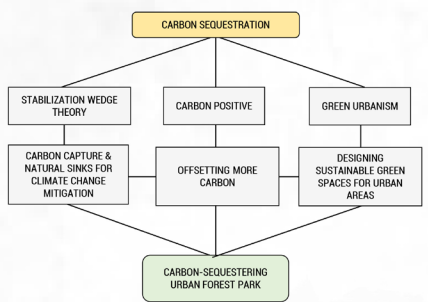 CARBON SEQUESTRATION
STABILIZATION WEDGE
THEORY
CARBON POSITIVE
GREEN URBANISM
CARBON CAPTURE &
NATURAL SINKS FOR
CLIMATE CHANGE
MITIGATION
OFFSETTING MORE
CARBON
DESIGNING
SUSTAINABLE GREEN
SPACES FOR URBAN
AREAS
CARBON-SEQUESTERING
URBAN FOREST PARK